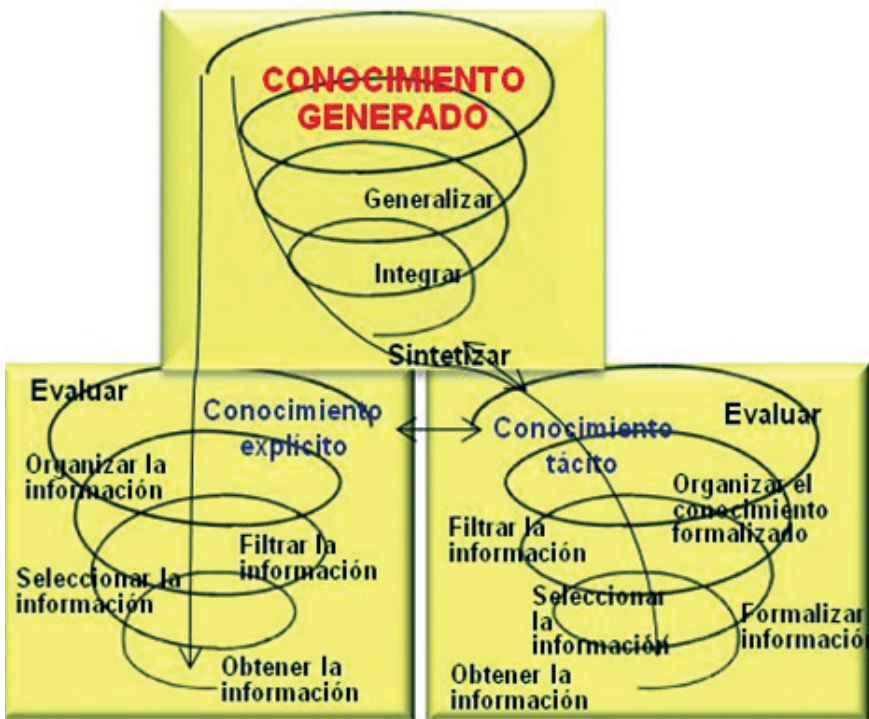 CONOCIMIENTO
GENERADO
Generalizar
Integrar
Sintetizar
Evaluar
Conocimiento
explícito
Organizar la
información
Filtrar la
información
Seleccionar la
información
Obtener la
información
Evaluar
Conocimiento
tácito
Organizar el
conocimiento
formalizado
Filtrar la
información
Seleccionar
la
información
Formalizar
información
Obtener la
información